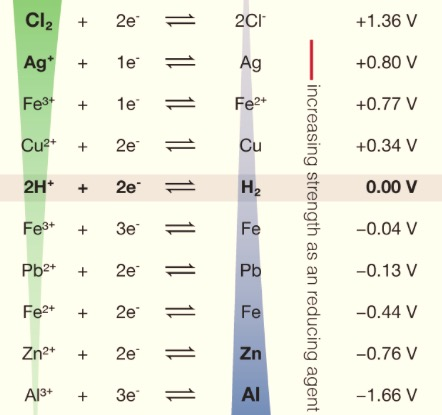 Cl₂ + 2e⁻ ⇌ 2Cl⁻ +1.36 V
Ag⁺ + 1e⁻ ⇌ Ag +0.80 V
Fe³⁺ + 1e⁻ ⇌ Fe²⁺ +0.77 V
Cu²⁺ + 2e⁻ ⇌ Cu +0.34 V
2H⁺ + 2e⁻ ⇌ H₂ 0.00 V
Fe³⁺ + 3e⁻ ⇌ Fe −0.04 V
Pb²⁺ + 2e⁻ ⇌ Pb −0.13 V
Fe²⁺ + 2e⁻ ⇌ Fe −0.44 V
Zn²⁺ + 2e⁻ ⇌ Zn −0.76 V
Al³⁺ + 3e⁻ ⇌ Al −1.66 V
increasing strength as an reducing agent